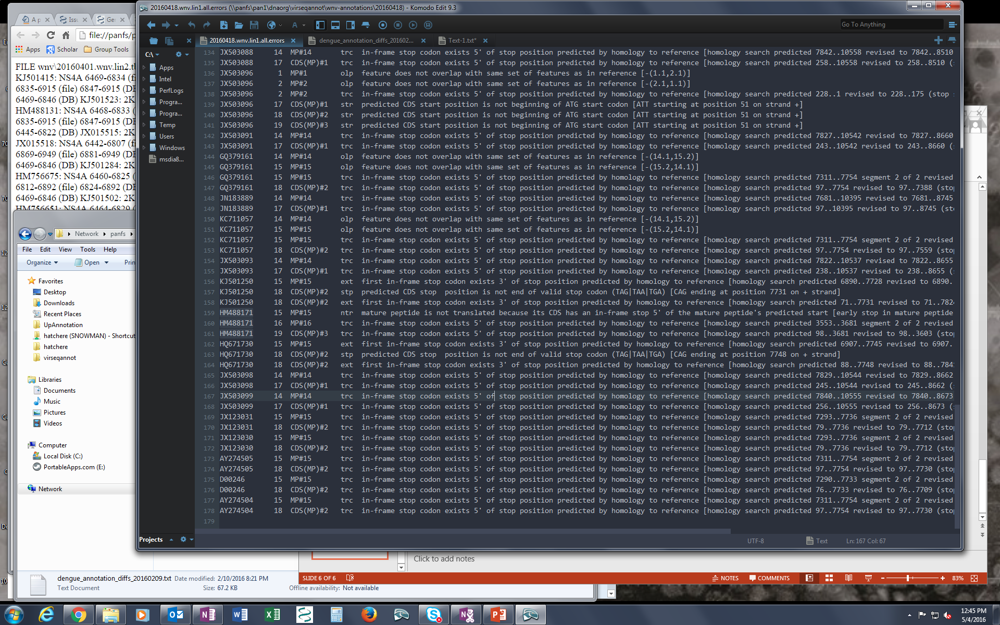 20160418.wnv.lin1.all.errors (\\panfs\pan1\dnaorg\virseqannot\wnv-annotations\20160418) - Komodo Edit 9.3
A p
Issu
Ger
file://panfs/p
Apps Scholar Group Tools
FILE wnv\20160401.wnv.lin2.t
KJ501415: NS4A 6469-6834 (file)
6835-6915 (file) 6847-6915 (DB)
6469-6846 (DB) KJ501523: 2K
HM488131: NS4A 6468-6833 (
6835-6915 (file) 6847-6915 (DB
6445-6822 (DB) JX015515: 2K
JX015518: NS4A 6442-6807 (f
6869-6949 (file) 6881-6949 (DB
6469-6846 (DB) KJ501284: 2K
HM756675: NS4A 6460-6825 (
6812-6892 (file) 6824-6892 (DB
6469-6846 (DB) KJ501502: 2K
HM756651: NS4A 6464-6829 (
Go To Anything
20160418.wnv.lin1.all.errors
dengue_annotation_diffs_201602...
Text-1.txt*
C:\
Apps
Intel
PerfLogs
Progra...
Progra...
Temp
Users
Windows
msdia8...
Projects
134 JX503088 14 MP#14 trc in-frame stop codon exists 5' of stop position predicted by homology to reference [homology search predicted 7842..10558 revised to 7842..8510
135 JX503088 17 CDS(MP)#1 trc in-frame stop codon exists 5' of stop position predicted by homology to reference [homology search predicted 258..10558 revised to 258..8510 (s
136 JX503096 1 MP#1 olp feature does not overlap with same set of features as in reference [-(1.1,2.1)]
137 JX503096 2 MP#2 olp feature does not overlap with same set of features as in reference [-(2.1,1.1)]
138 JX503096 2 MP#2 trc in-frame stop codon exists 5' of stop position predicted by homology to reference [homology search predicted 228..1 revised to 228..175 (stop s
139 JX503096 17 CDS(MP)#1 str predicted CDS start position is not beginning of ATG start codon [ATT starting at position 51 on strand +]
140 JX503096 18 CDS(MP)#2 str predicted CDS start position is not beginning of ATG start codon [ATT starting at position 51 on strand +]
141 JX503096 19 CDS(MP)#3 str predicted CDS start position is not beginning of ATG start codon [ATT starting at position 51 on strand +]
142 JX503091 14 MP#14 trc in-frame stop codon exists 5' of stop position predicted by homology to reference [homology search predicted 7827..10542 revised to 7827..8660
143 JX503091 17 CDS(MP)#1 trc in-frame stop codon exists 5' of stop position predicted by homology to reference [homology search predicted 243..10542 revised to 243..8660 (s
144 GQ379161 14 MP#14 olp feature does not overlap with same set of features as in reference [-(14.1,15.2)]
145 GQ379161 15 MP#15 olp feature does not overlap with same set of features as in reference [-(15.2,14.1)]
146 GQ379161 15 MP#15 trc in-frame stop codon exists 5' of stop position predicted by homology to reference [homology search predicted 7311..7754 segment 2 of 2 revised
147 GQ379161 18 CDS(MP)#2 trc in-frame stop codon exists 5' of stop position predicted by homology to reference [homology search predicted 97..7754 revised to 97..7388 (stop
148 JN183889 14 MP#14 trc in-frame stop codon exists 5' of stop position predicted by homology to reference [homology search predicted 7681..10395 revised to 7681..8745
149 JN183889 17 CDS(MP)#1 trc in-frame stop codon exists 5' of stop position predicted by homology to reference [homology search predicted 97..10395 revised to 97..8745 (sto
150 KC711057 14 MP#14 olp feature does not overlap with same set of features as in reference [-(14.1,15.2)]
151 KC711057 15 MP#15 olp feature does not overlap with same set of features as in reference [-(15.2,14.1)]
152 KC711057 15 MP#15 trc in-frame stop codon exists 5' of stop position predicted by homology to reference [homology search predicted 7311..7754 segment 2 of 2 revised
153 KC711057 18 CDS(MP)#2 trc in-frame stop codon exists 5' of stop position predicted by homology to reference [homology search predicted 97..7754 revised to 97..7559 (stop
154 JX503093 14 MP#14 trc in-frame stop codon exists 5' of stop position predicted by homology to reference [homology search predicted 7822..10537 revised to 7822..8655
155 JX503093 17 CDS(MP)#1 trc in-frame stop codon exists 5' of stop position predicted by homology to reference [homology search predicted 238..10537 revised to 238..8655 (s
156 KJ501250 15 MP#15 ext first in-frame stop codon exists 3' of stop position predicted by homology to reference [homology search predicted 6890..7728 revised to 6890.
157 KJ501250 18 CDS(MP)#2 stp predicted CDS stop position is not end of valid stop codon (TAG|TAA|TGA) [CAG ending at position 7731 on + strand]
158 KJ501250 18 CDS(MP)#2 ext first in-frame stop codon exists 3' of stop position predicted by homology to reference [homology search predicted 71..7731 revised to 71..7824
159 HM488171 15 MP#15 ntr mature peptide is not translated because its CDS has an in-frame stop 5' of the mature peptide's predicted start [early stop in mature peptide
160 HM488171 16 MP#16 trc in-frame stop codon exists 5' of stop position predicted by homology to reference [homology search predicted 3553..3681 segment 2 of 2 revised
161 HM488171 19 CDS(MP)#3 trc in-frame stop codon exists 5' of stop position predicted by homology to reference [homology search predicted 98..3681 revised to 98..3603 (stop
162 HQ671730 15 MP#15 ext first in-frame stop codon exists 3' of stop position predicted by homology to reference [homology search predicted 6907..7745 revised to 6907.
163 HQ671730 18 CDS(MP)#2 stp predicted CDS stop position is not end of valid stop codon (TAG|TAA|TGA) [CAG ending at position 7748 on + strand]
164 HQ671730 18 CDS(MP)#2 ext first in-frame stop codon exists 3' of stop position predicted by homology to reference [homology search predicted 88..7748 revised to 88..784
165 JX503098 14 MP#14 trc in-frame stop codon exists 5' of stop position predicted by homology to reference [homology search predicted 7829..10544 revised to 7829..8662
166 JX503098 17 CDS(MP)#1 trc in-frame stop codon exists 5' of stop position predicted by homology to reference [homology search predicted 245..10544 revised to 245..8662 (s
167 JX503099 14 MP#14 trc in-frame stop codon exists 5' of stop position predicted by homology to reference [homology search predicted 7840..10555 revised to 7840..8673
168 JX503099 17 CDS(MP)#1 trc in-frame stop codon exists 5' of stop position predicted by homology to reference [homology search predicted 256..10555 revised to 256..8673 (s
169 JX123031 15 MP#15 trc in-frame stop codon exists 5' of stop position predicted by homology to reference [homology search predicted 7293..7736 segment 2 of 2 revised
170 JX123031 18 CDS(MP)#2 trc in-frame stop codon exists 5' of stop position predicted by homology to reference [homology search predicted 79..7736 revised to 79..7712 (stop
171 JX123030 15 MP#15 trc in-frame stop codon exists 5' of stop position predicted by homology to reference [homology search predicted 7293..7736 segment 2 of 2 revised
172 JX123030 18 CDS(MP)#2 trc in-frame stop codon exists 5' of stop position predicted by homology to reference [homology search predicted 79..7736 revised to 79..7712 (stop
173 AY274505 15 MP#15 trc in-frame stop codon exists 5' of stop position predicted by homology to reference [homology search predicted 7311..7754 segment 2 of 2 revised
174 AY274505 18 CDS(MP)#2 trc in-frame stop codon exists 5' of stop position predicted by homology to reference [homology search predicted 97..7754 revised to 97..7730 (stop
175 D00246 15 MP#15 trc in-frame stop codon exists 5' of stop position predicted by homology to reference [homology search predicted 7290..7733 segment 2 of 2 revised
176 D00246 18 CDS(MP)#2 trc in-frame stop codon exists 5' of stop position predicted by homology to reference [homology search predicted 76..7733 revised to 76..7709 (stop
177 AY274504 15 MP#15 trc in-frame stop codon exists 5' of stop position predicted by homology to reference [homology search predicted 7311..7754 segment 2 of 2 revised
178 AY274504 18 CDS(MP)#2 trc in-frame stop codon exists 5' of stop position predicted by homology to reference [homology search predicted 97..7754 revised to 97..7730 (stop
179
UTF-8 Text Ln: 167 Col: 67
Network panfs
File Edit View Tools Help
Organize Open Prin
Favorites
Desktop
Downloads
Recent Places
UpAnnotation
hatchere (SNOWMAN) - Shortcut
hatchere
virseqannot
Libraries
Documents
Music
Pictures
Videos
Computer
Local Disk (C:)
PortableApps.com (E:)
Network
dengue_annotation_diffs_20160209.txt Date modified: 2/10/2016 8:21 PM
Text Document Size: 67.2 KB Offline availability: Not available
Click to add notes
SLIDE 6 OF 6 NOTES COMMENTS 83%
12:45 PM
5/4/2016